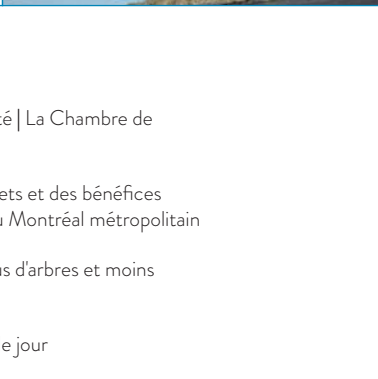 té | La Chambre de
ets et des bénéfices
u Montréal métropolitain
us d'arbres et moins
e jour